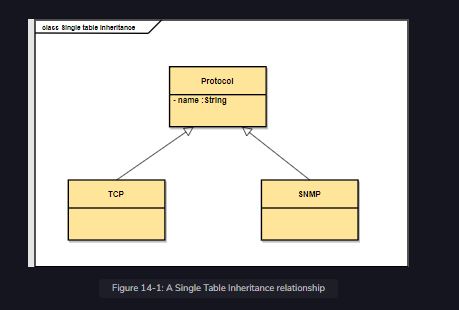 class Single table inheritance
Protocol
- name :String
TCP
SNMP
Figure 14-1: A Single Table Inheritance relationship